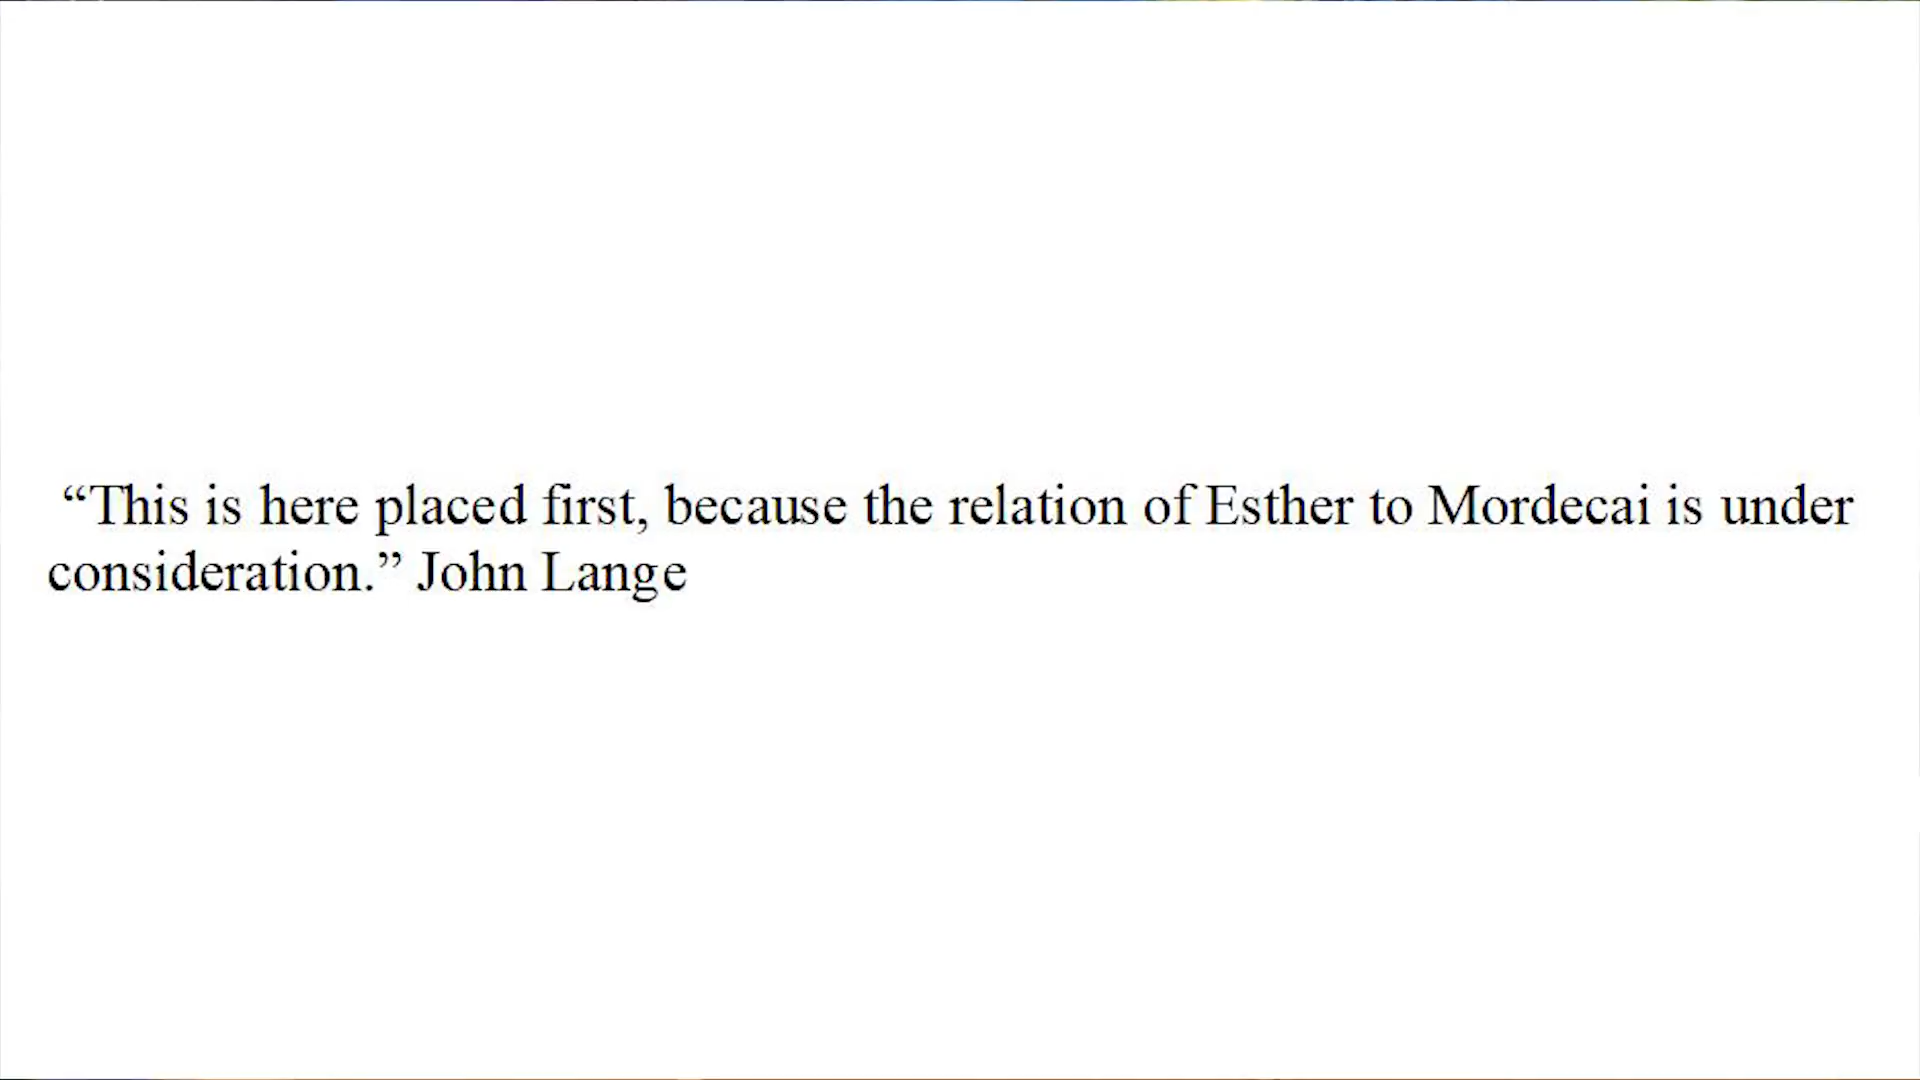 “This is here placed first, because the relation of Esther to Mordecai is under
consideration.” John Lange